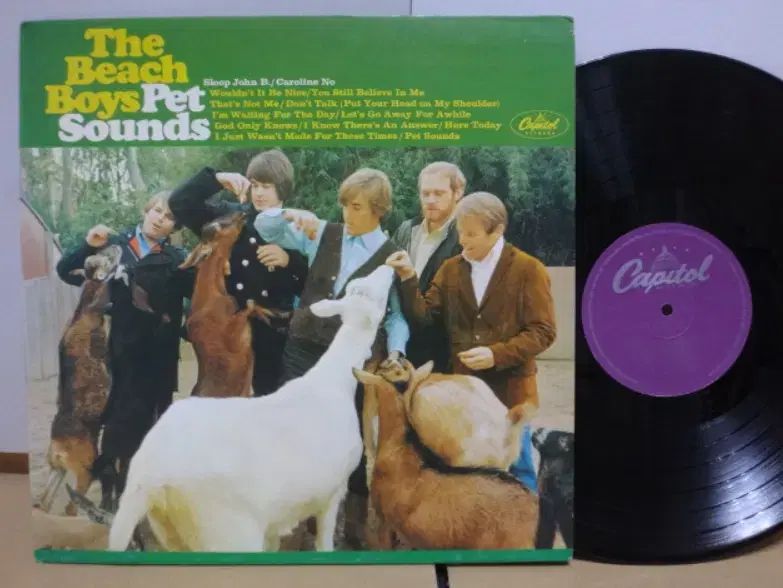 The
Beach
Boys Pet
Sounds
Sloop John B./Caroline No
Wouldn't It Be Nice/You Still Believe In Me
That's Not Me/Don't Talk (Put Your Head on My Shoulder)
I'm Waiting For The Day/Let's Go Away For Awhile
God Only Knows/I Know There's An Answer/Here Today
I Just Wasn't Made For These Times/Pet Sounds
Capitol
RECORDS
Capitol